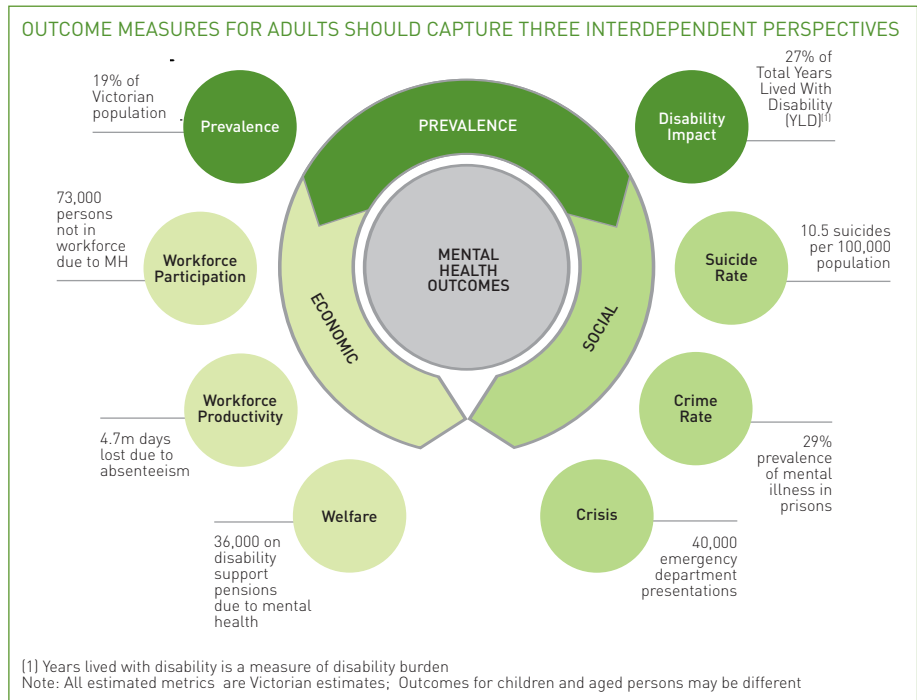 OUTCOME MEASURES FOR ADULTS SHOULD CAPTURE THREE INTERDEPENDENT PERSPECTIVES
19% of
Victorian
population
Prevalence
PREVALENCE
Disability
Impact
27% of
Total Years
Lived With
Disability
(YLD)(1)
73,000
persons
not in
workforce
due to MH
Workforce
Participation
MENTAL
HEALTH
OUTCOMES
Suicide
Rate
10.5 suicides
per 100,000
population
ECONOMIC
SOCIAL
Workforce
Productivity
4.7m days
lost due to
absenteeism
Crime
Rate
29%
prevalence
of mental
illness in
prisons
Welfare
36,000 on
disability
support
pensions
due to mental
health
Crisis
40,000
emergency
department
presentations
(1) Years lived with disability is a measure of disability burden
Note: All estimated metrics are Victorian estimates; Outcomes for children and aged persons may be different